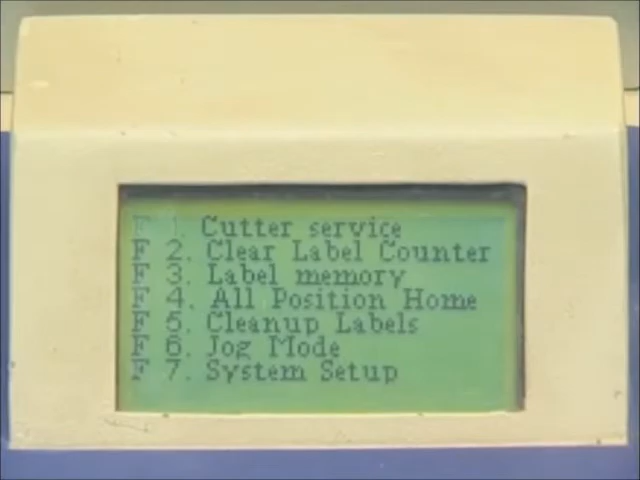 F 1. Cutter service
F 2. Clear Label Counter
F 3. Label memory
F 4. All Position Home
F 5. Cleanup Labels
F 6. Jog Mode
F 7. System Setup